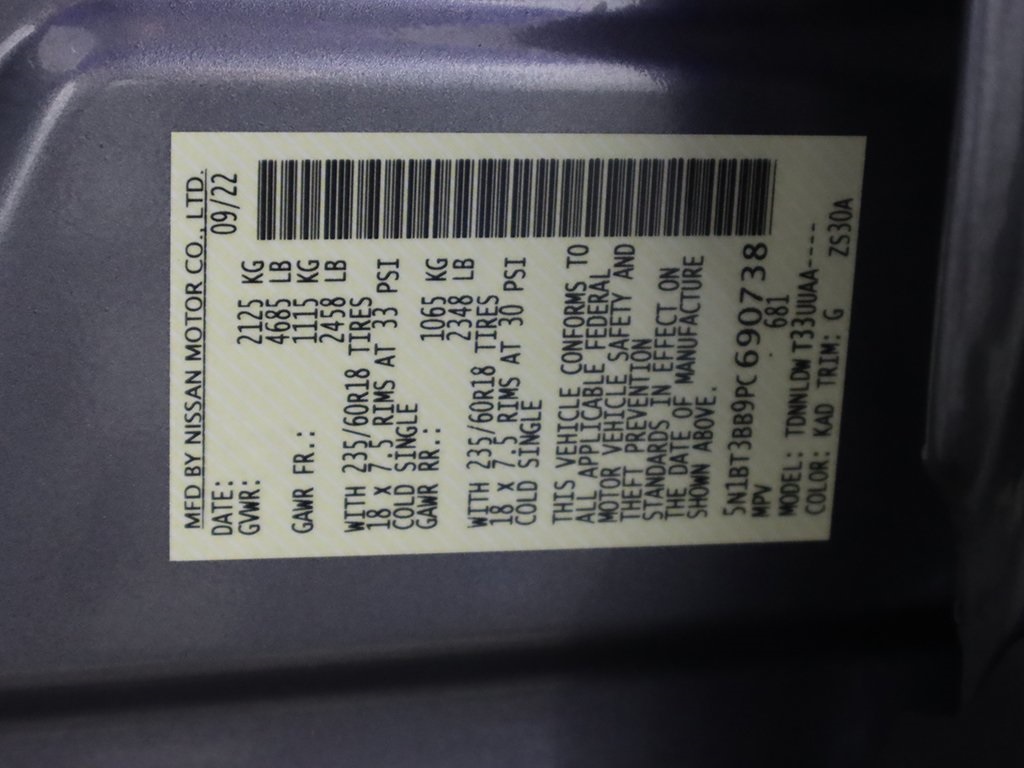 MFD BY NISSAN MOTOR CO., LTD.
DATE: 09/22
GVWR: 2125 KG
4685 LB
GAWR FR.: 1115 KG
2458 LB
WITH 235/60R18 TIRES
18 X 7.5 RIMS AT 33 PSI
COLD SINGLE
GAWR RR.: 1065 KG
2348 LB
WITH 235/60R18 TIRES
18 X 7.5 RIMS AT 30 PSI
COLD SINGLE
THIS VEHICLE CONFORMS TO
ALL APPLICABLE FEDERAL
MOTOR VEHICLE SAFETY AND
THEFT PREVENTION
STANDARDS IN EFFECT ON
THE DATE OF MANUFACTURE
SHOWN ABOVE.
5N1BT3BB9PC690738
MPV . 681
MODEL: TDNNLDWT33UUAA----
COLOR: KAD TRIM: G ZS30A